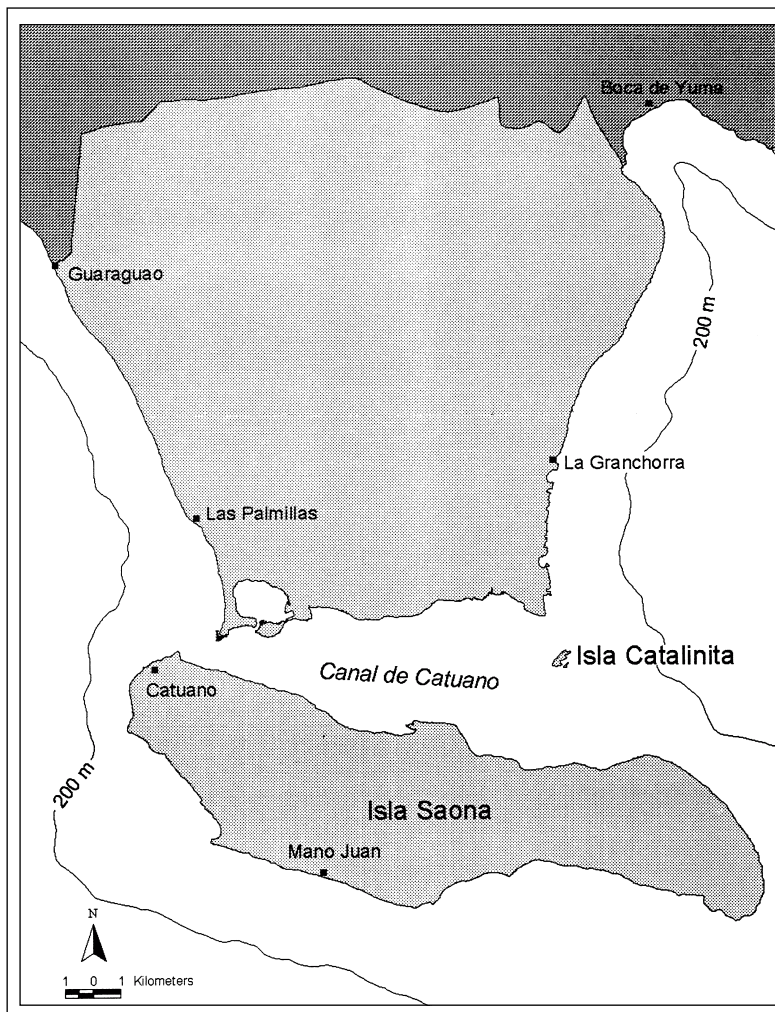 Boca de Yuma
Guaraguao
200 m
La Granchorra
Las Palmillas
Isla Catalinita
Canal de Catuano
Catuano
200 m
Isla Saona
Mano Juan
N
1 0 1 Kilometers